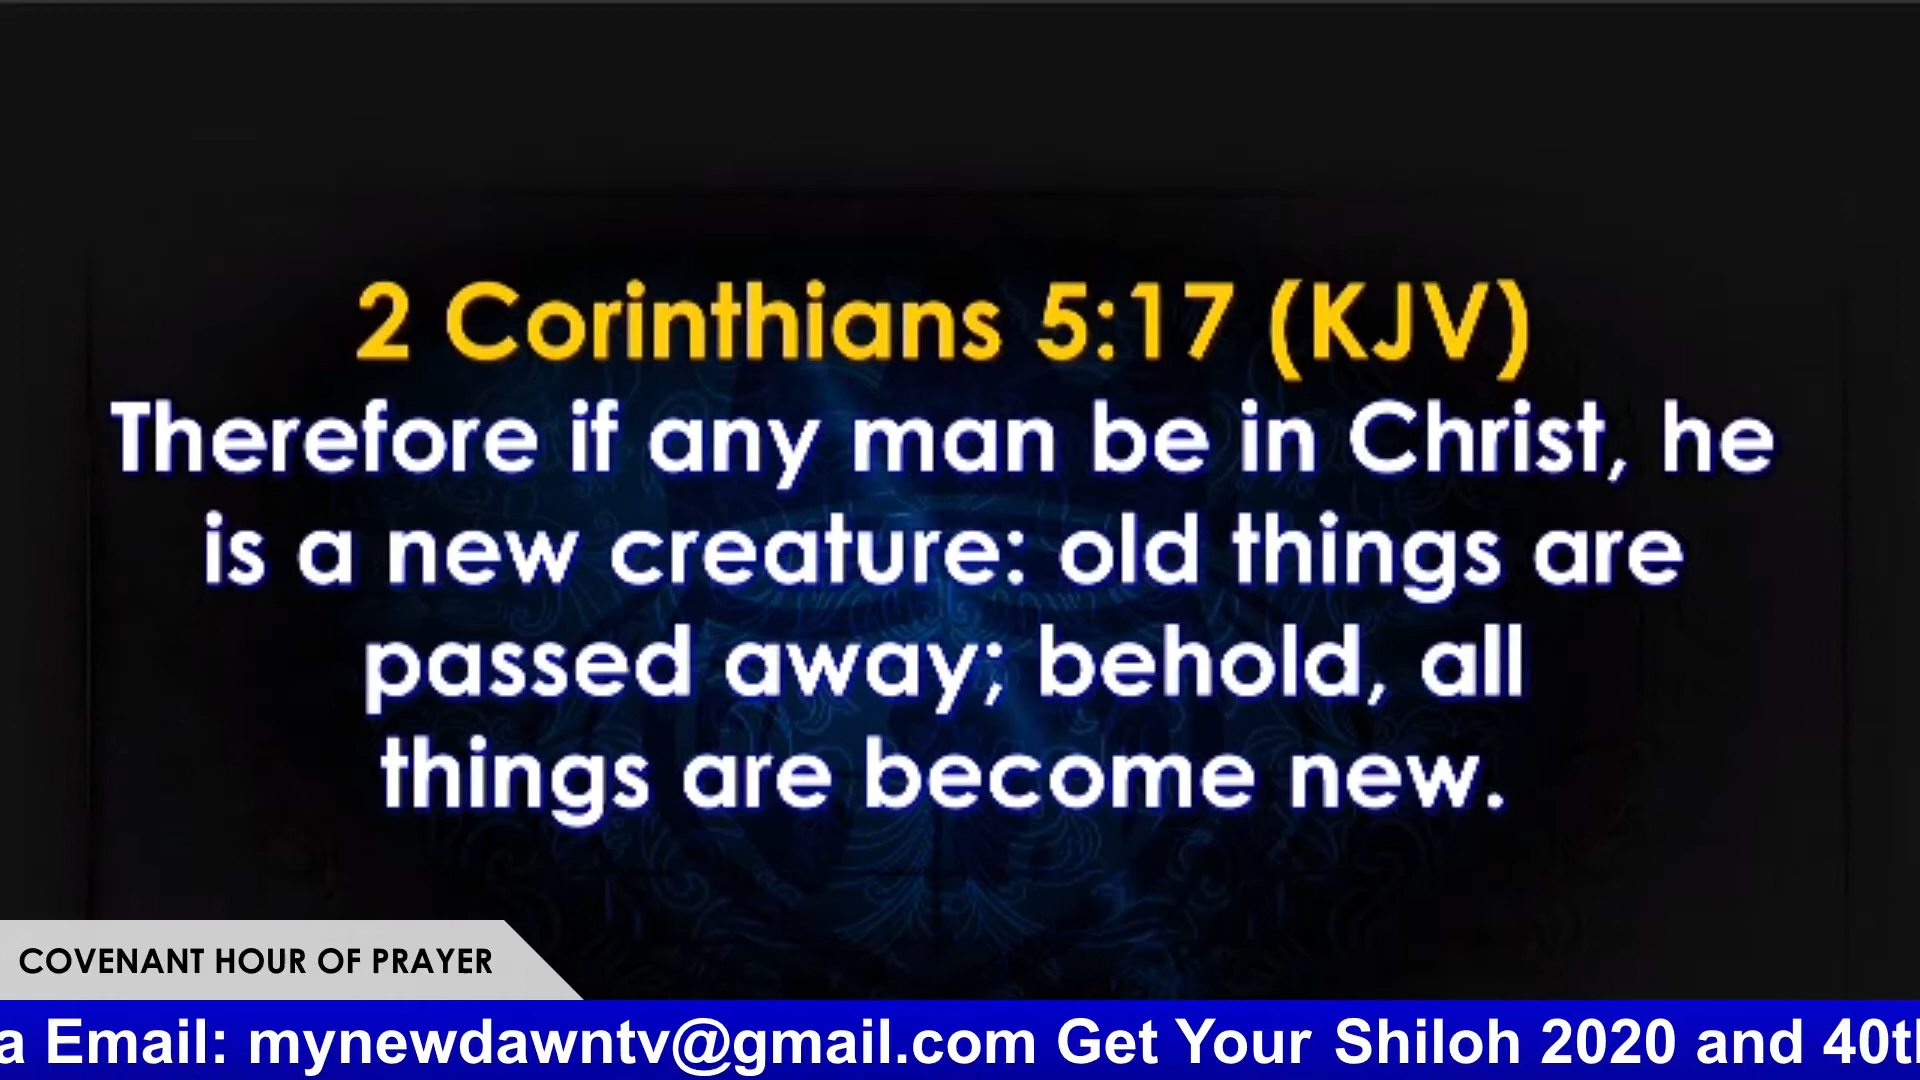 2 Corinthians 5:17 (KJV)
Therefore if any man be in Christ, he
is a new creature: old things are
passed away; behold, all
things are become new.
COVENANT HOUR OF PRAYER
a Email: mynewdawntv@gmail.com Get Your Shiloh 2020 and 40th